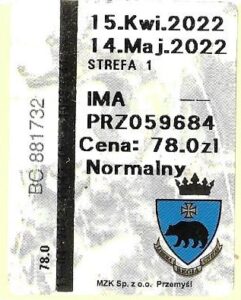 15.Kwi.2022
14.Maj.2022
STREFA 1
IMA
PRZ059684
Cena: 78.0zl
Normalny
BC 881732
78.0
MZK Sp. z o.o. Przemyśl